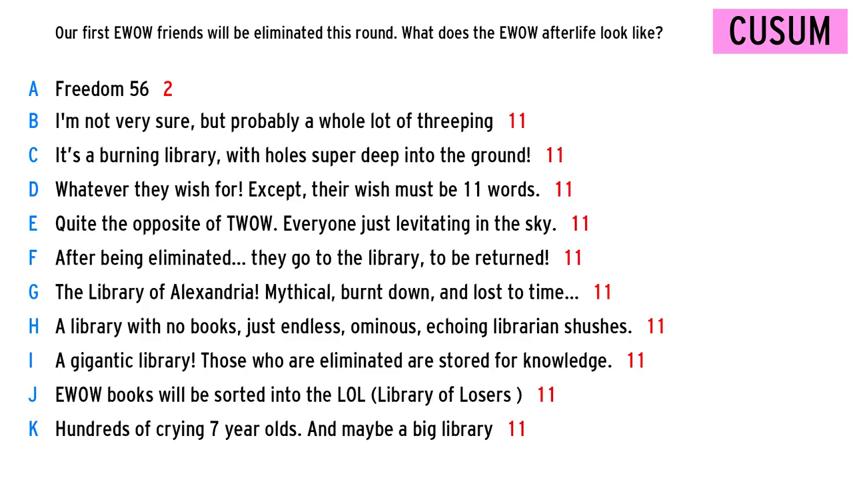 Our first EWOW friends will be eliminated this round. What does the EWOW afterlife look like?
CUSUM
A Freedom 56 2
B I'm not very sure, but probably a whole lot of threeping 11
C It's a burning library, with holes super deep into the ground! 11
D Whatever they wish for! Except, their wish must be 11 words. 11
E Quite the opposite of TWOW. Everyone just levitating in the sky. 11
F After being eliminated... they go to the library, to be returned! 11
G The Library of Alexandria! Mythical, burnt down, and lost to time... 11
H A library with no books, just endless, ominous, echoing librarian shushes. 11
I A gigantic library! Those who are eliminated are stored for knowledge. 11
J EWOW books will be sorted into the LOL (Library of Losers ) 11
K Hundreds of crying 7 year olds. And maybe a big library 11